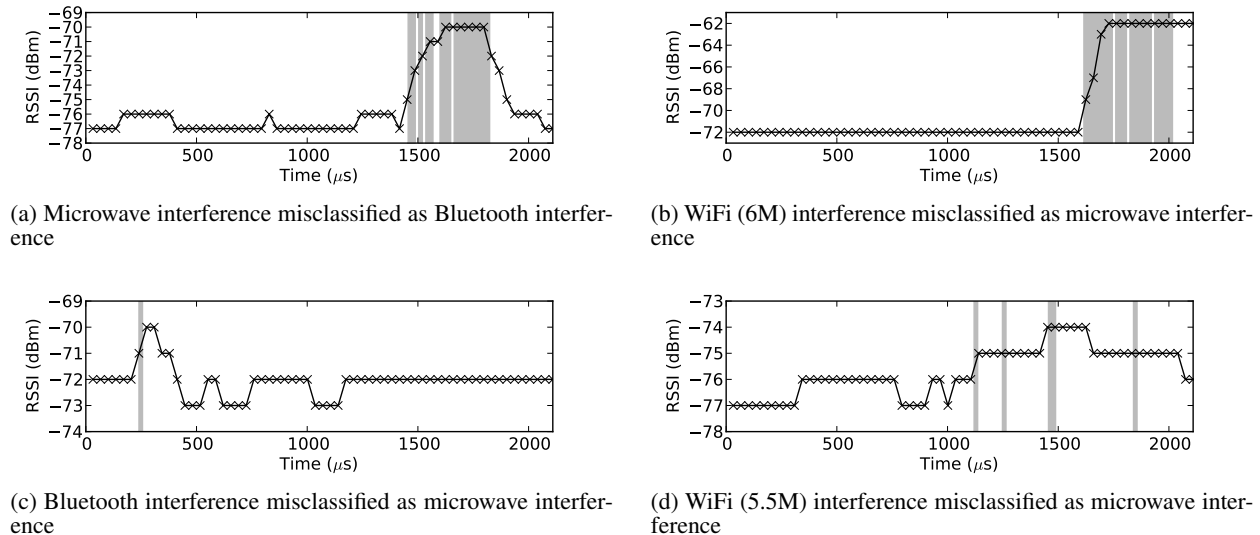 −69
−70
−71
−72
−73
−74
−75
−76
−77
−78
RSSI (dBm)
0 500 1000 1500 2000
Time (μs)
(a) Microwave interference misclassified as Bluetooth interfer-
ence
−62
−64
−66
−68
−70
−72
RSSI (dBm)
0 500 1000 1500 2000
Time (μs)
(b) WiFi (6M) interference misclassified as microwave interfer-
ence
−69
−70
−71
−72
−73
−74
RSSI (dBm)
0 500 1000 1500 2000
Time (μs)
(c) Bluetooth interference misclassified as microwave interfer-
ence
−73
−74
−75
−76
−77
−78
RSSI (dBm)
0 500 1000 1500 2000
Time (μs)
(d) WiFi (5.5M) interference misclassified as microwave inter-
ference